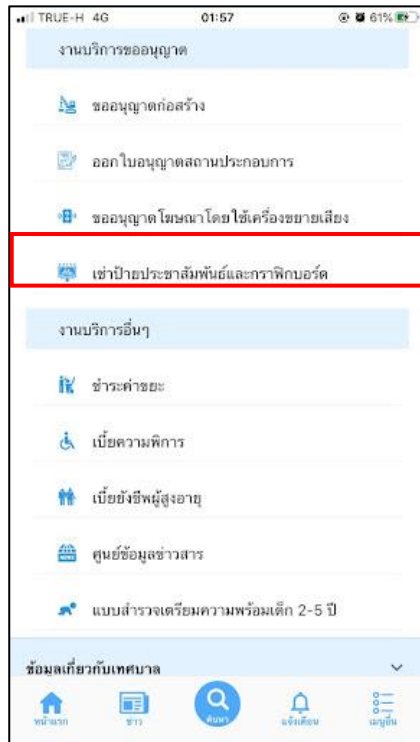 TRUE-H 4G 01:57 61%
งานบริการขออนุญาต
ขออนุญาตก่อสร้าง
ออกใบอนุญาตสถานประกอบการ
ขออนุญาตโฆษณาโดยใช้เครื่องขยายเสียง
เช่าป้ายประชาสัมพันธ์และกราฟิกบอร์ด
งานบริการอื่นๆ
ชำระค่าขยะ
เบี้ยความพิการ
เบี้ยยังชีพผู้สูงอายุ
ศูนย์ข้อมูลข่าวสาร
แบบสำรวจเตรียมความพร้อมเด็ก 2-5 ปี
ข้อมูลเกี่ยวกับเทศบาล
หน้าแรก ข่าว ค้นหา แจ้งเตือน เมนูอื่น